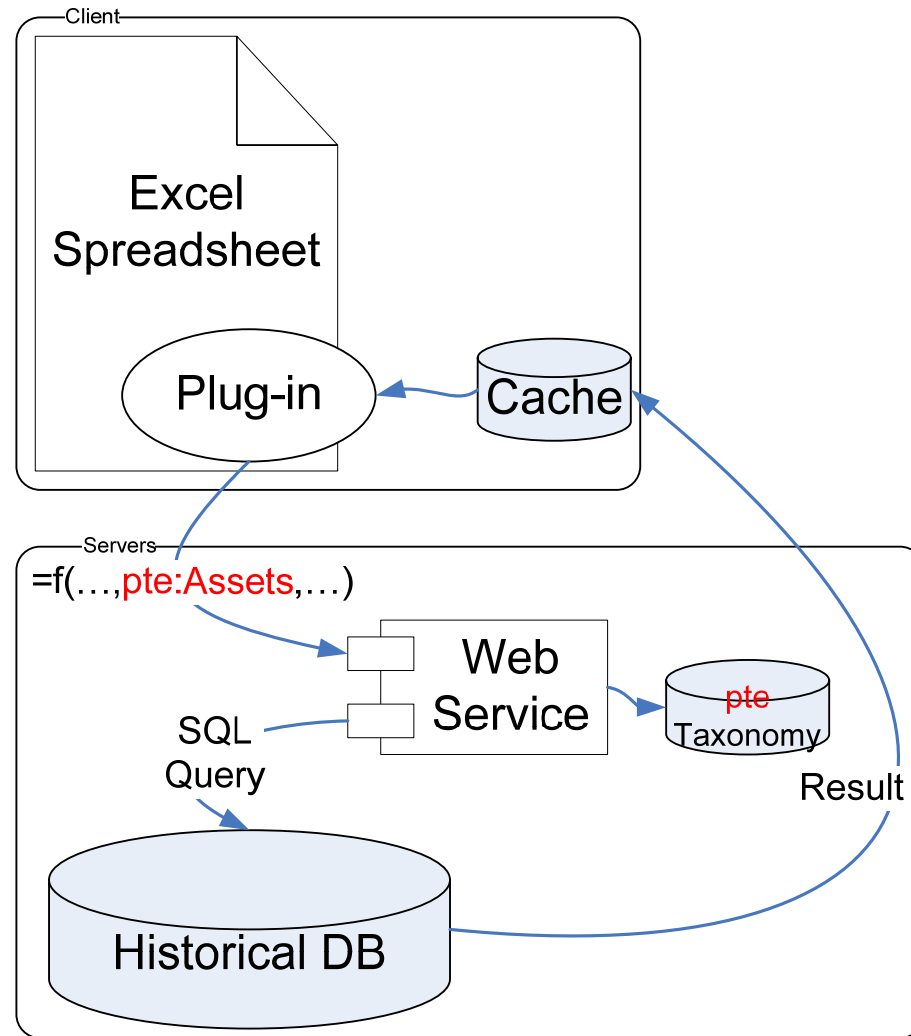 Client
Excel
Spreadsheet
Plug-in
Cache
Servers
=f(…,pte:Assets,…)
Web
Service
pte
Taxonomy
SQL
Query
Result
Historical DB